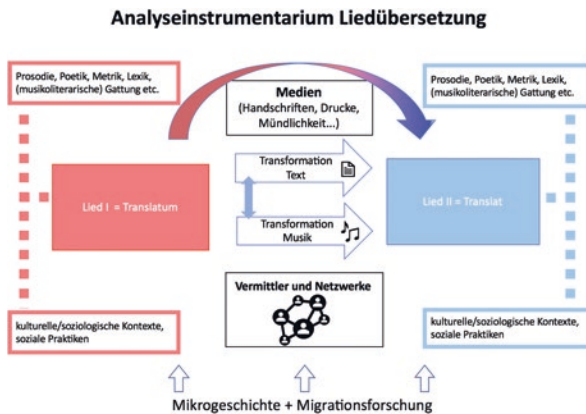 Analyseinstrumentarium Liedübersetzung
Prosodie, Poetik, Metrik, Lexik,
(musikoliterarische) Gattung etc.
Medien
(Handschriften, Drucke,
Mündlichkeit...)
Prosodie, Poetik, Metrik, Lexik,
(musikoliterarische) Gattung etc.
Lied I = Translatum
Transformation
Text
Transformation
Musik
Lied II = Translat
Vermittler und Netzwerke
kulturelle/soziologische Kontexte,
soziale Praktiken
kulturelle/soziologische Kontexte,
soziale Praktiken
Mikrogeschichte + Migrationsforschung